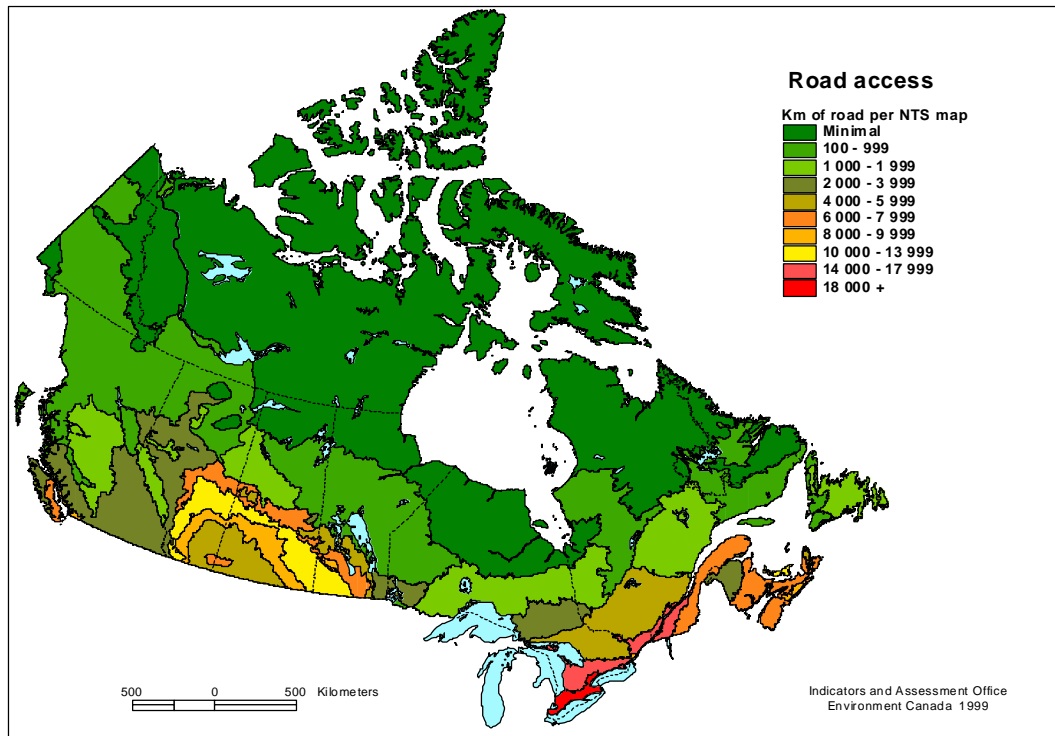 Road access
Km of road per NTS map
Minimal
100 - 999
1 000 - 1 999
2 000 - 3 999
4 000 - 5 999
6 000 - 7 999
8 000 - 9 999
10 000 - 13 999
14 000 - 17 999
18 000 +
500 0 500 Kilometers
Indicators and Assessment Office
Environment Canada 1999